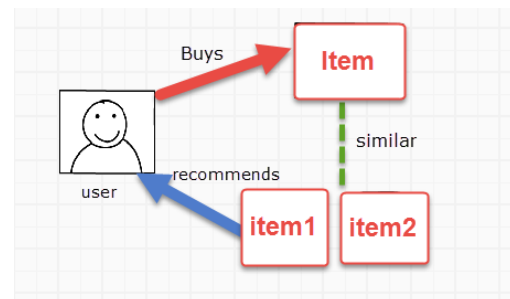 Buys
Item
similar
recommends
user
item1
item2